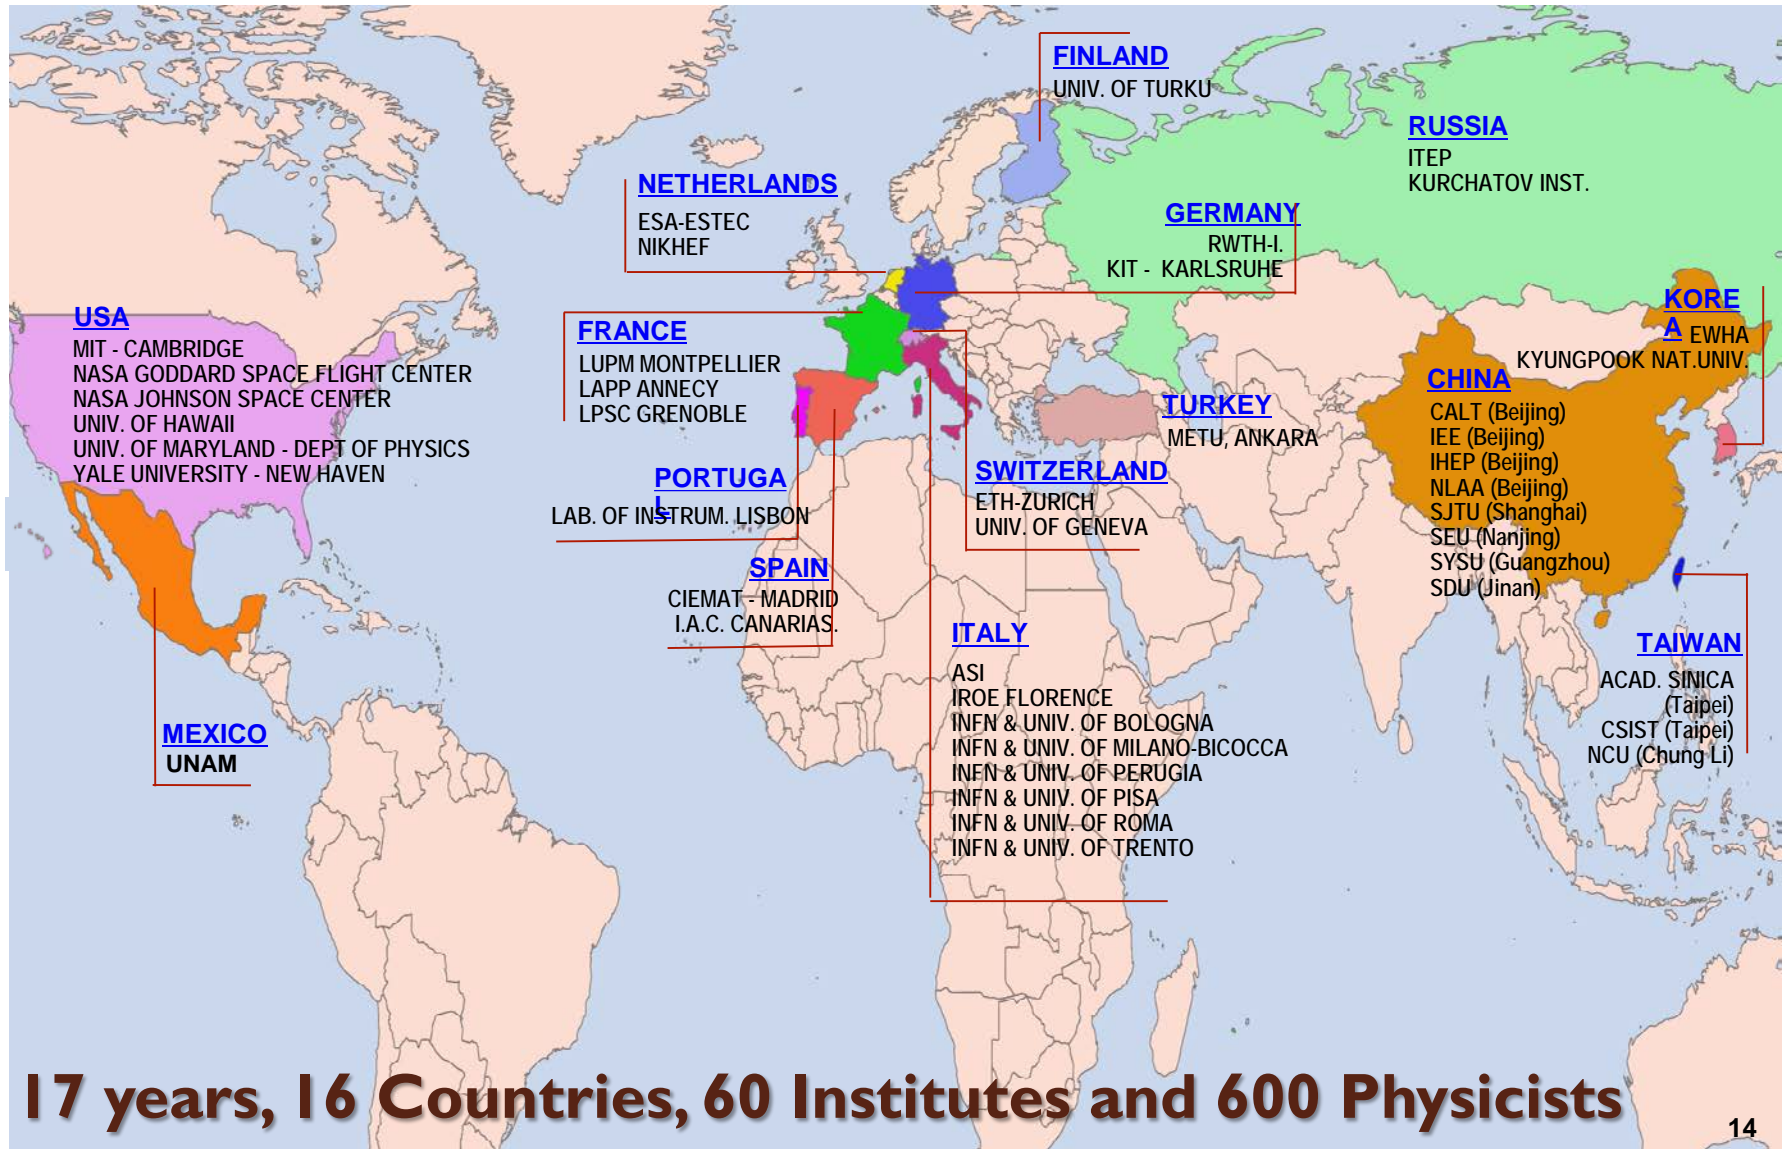 FINLAND
UNIV. OF TURKU
RUSSIA
ITEP
KURCHATOV INST.
NETHERLANDS
ESA-ESTEC
NIKHEF
GERMANY
RWTH-I.
KIT - KARLSRUHE
USA
MIT - CAMBRIDGE
NASA GODDARD SPACE FLIGHT CENTER
NASA JOHNSON SPACE CENTER
UNIV. OF HAWAII
UNIV. OF MARYLAND - DEPT OF PHYSICS
YALE UNIVERSITY - NEW HAVEN
FRANCE
LUPM MONTPELLIER
LAPP ANNECY
LPSC GRENOBLE
KORE
A
EWHA
KYUNGPOOK NAT.UNIV.
CHINA
CALT (Beijing)
IEE (Beijing)
IHEP (Beijing)
NLAA (Beijing)
SJTU (Shanghai)
SEU (Nanjing)
SYSU (Guangzhou)
SDU (Jinan)
TURKEY
METU, ANKARA
SWITZERLAND
ETH-ZURICH
UNIV. OF GENEVA
PORTUGA
L
LAB. OF INSTRUM. LISBON
SPAIN
CIEMAT - MADRID
I.A.C. CANARIAS.
ITALY
ASI
IROE FLORENCE
INFN & UNIV. OF BOLOGNA
INFN & UNIV. OF MILANO-BICOCCA
INFN & UNIV. OF PERUGIA
INFN & UNIV. OF PISA
INFN & UNIV. OF ROMA
INFN & UNIV. OF TRENTO
TAIWAN
ACAD. SINICA
(Taipei)
CSIST (Taipei)
NCU (Chung Li)
MEXICO
UNAM
17 years, 16 Countries, 60 Institutes and 600 Physicists
14